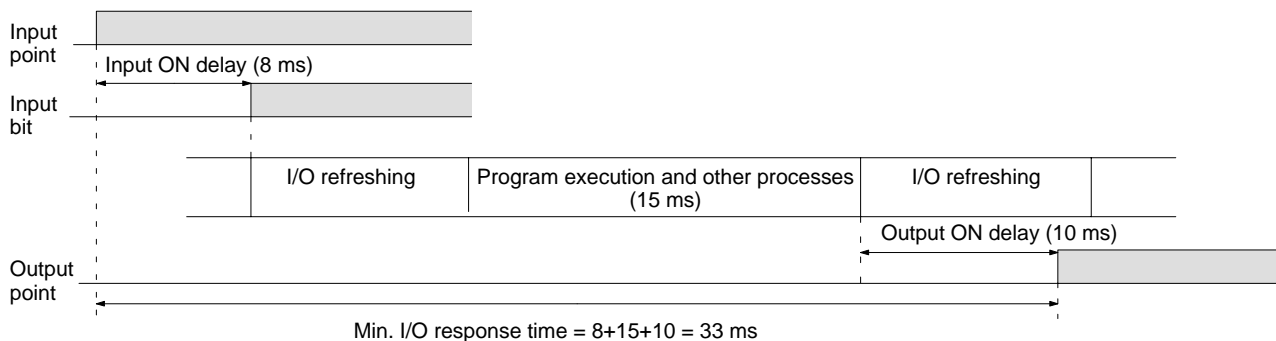 Input
point
Input ON delay (8 ms)
Input
bit
I/O refreshing
Program execution and other processes
(15 ms)
I/O refreshing
Output ON delay (10 ms)
Output
point
Min. I/O response time = 8+15+10 = 33 ms